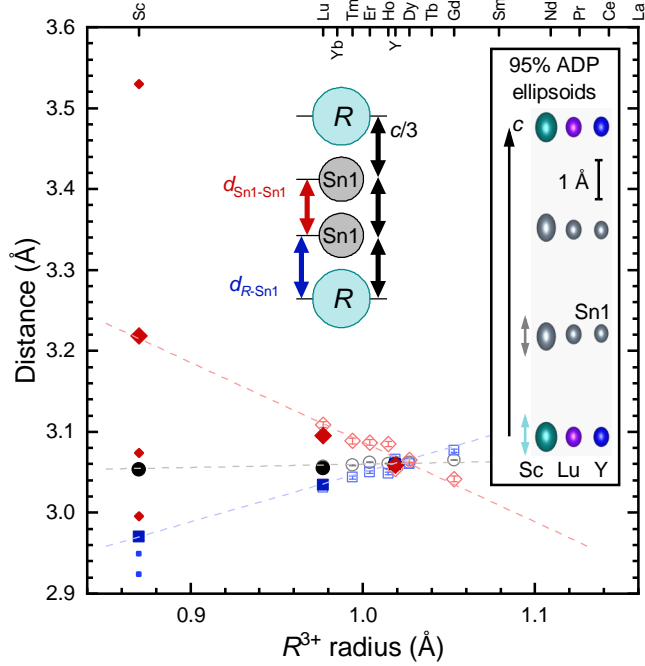 Sc Lu Yb Tm Er Ho Y Dy Tb Gd Sm Nd Pr Ce La
3.5
3.4
3.3
3.2
3.1
3.0
2.9
0.9 1.0 1.1
Distance (Å)
R³⁺ radius (Å)
R
c/3
Sn1
dSn1-Sn1
Sn1
dR-Sn1
R
95% ADP
ellipsoids
c
1 Å
Sn1
Sc Lu Y